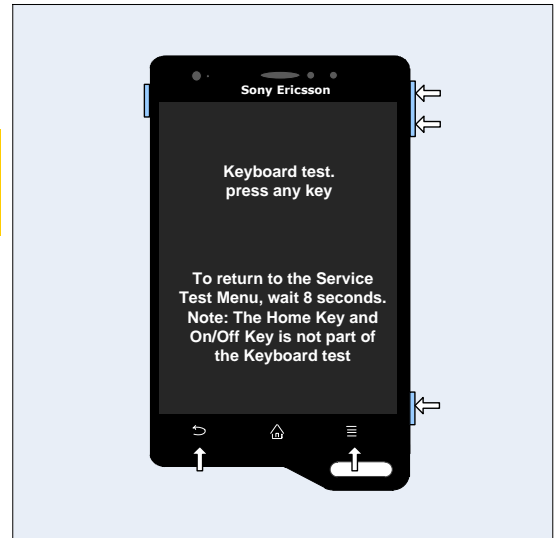 Sony Ericsson
Keyboard test.
press any key
To return to the Service
Test Menu, wait 8 seconds.
Note: The Home Key and
On/Off Key is not part of
the Keyboard test